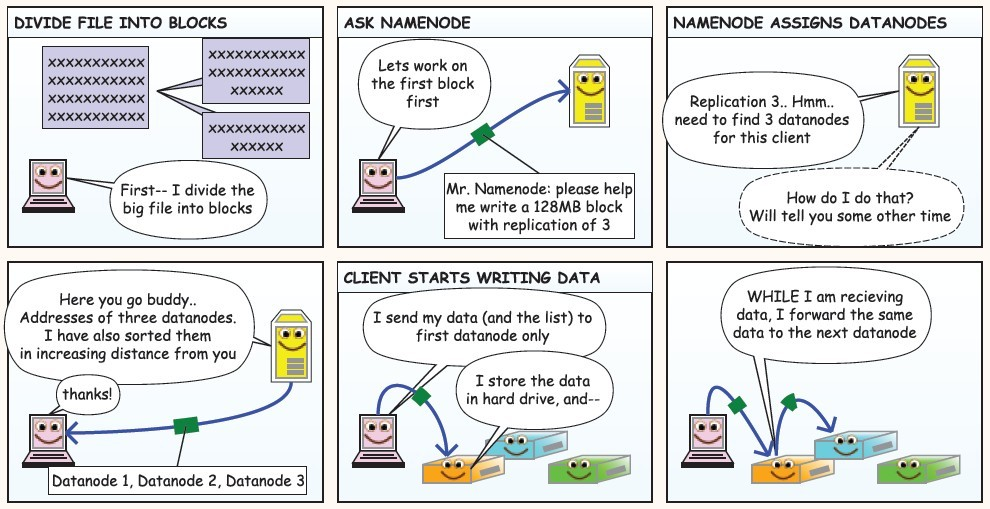 DIVIDE FILE INTO BLOCKS
XXXXXXXXXXX
XXXXXXXXXXX
XXXXXXXXXXX
XXXXXXXXXXX
XXXXXXXXXXX
XXXXXXXXXXX
XXXXXX
XXXXXXXXXXX
XXXXXX
First-- I divide the
big file into blocks
ASK NAMENODE
Lets work on
the first block
first
Mr. Namenode: please help
me write a 128MB block
with replication of 3
NAMENODE ASSIGNS DATANODES
Replication 3.. Hmm..
need to find 3 datanodes
for this client
How do I do that?
Will tell you some other time
Here you go buddy..
Addresses of three datanodes.
I have also sorted them
in increasing distance from you
thanks!
Datanode 1, Datanode 2, Datanode 3
CLIENT STARTS WRITING DATA
I send my data (and the list) to
first datanode only
I store the data
in hard drive, and--
WHILE I am recieving
data, I forward the same
data to the next datanode